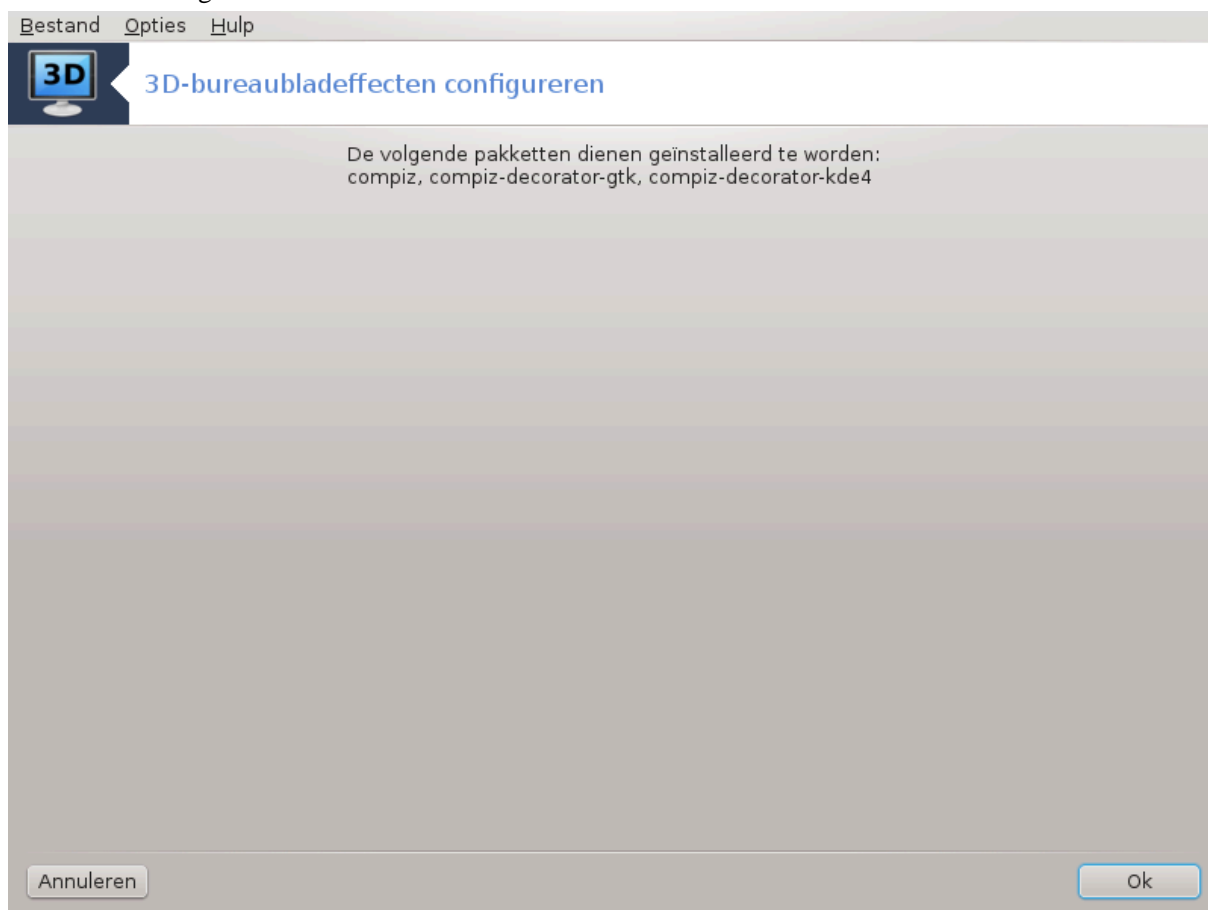 Bestand Opties Hulp
3D
3D-bureaubladeffecten configureren
De volgende pakketten dienen geïnstalleerd te worden:
compiz, compiz-decorator-gtk, compiz-decorator-kde4
Annuleren Ok